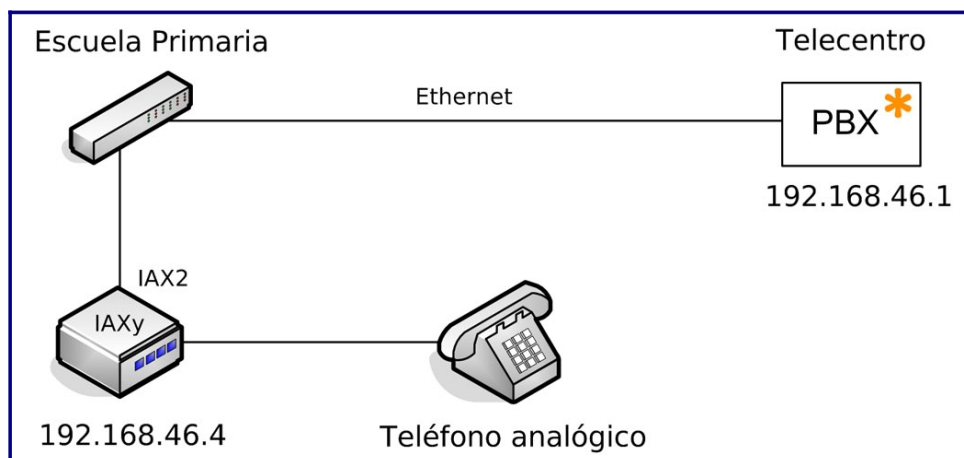 Escuela Primaria
Telecentro
Ethernet
PBX*
192.168.46.1
IAX2
IAXy
192.168.46.4
Teléfono analógico